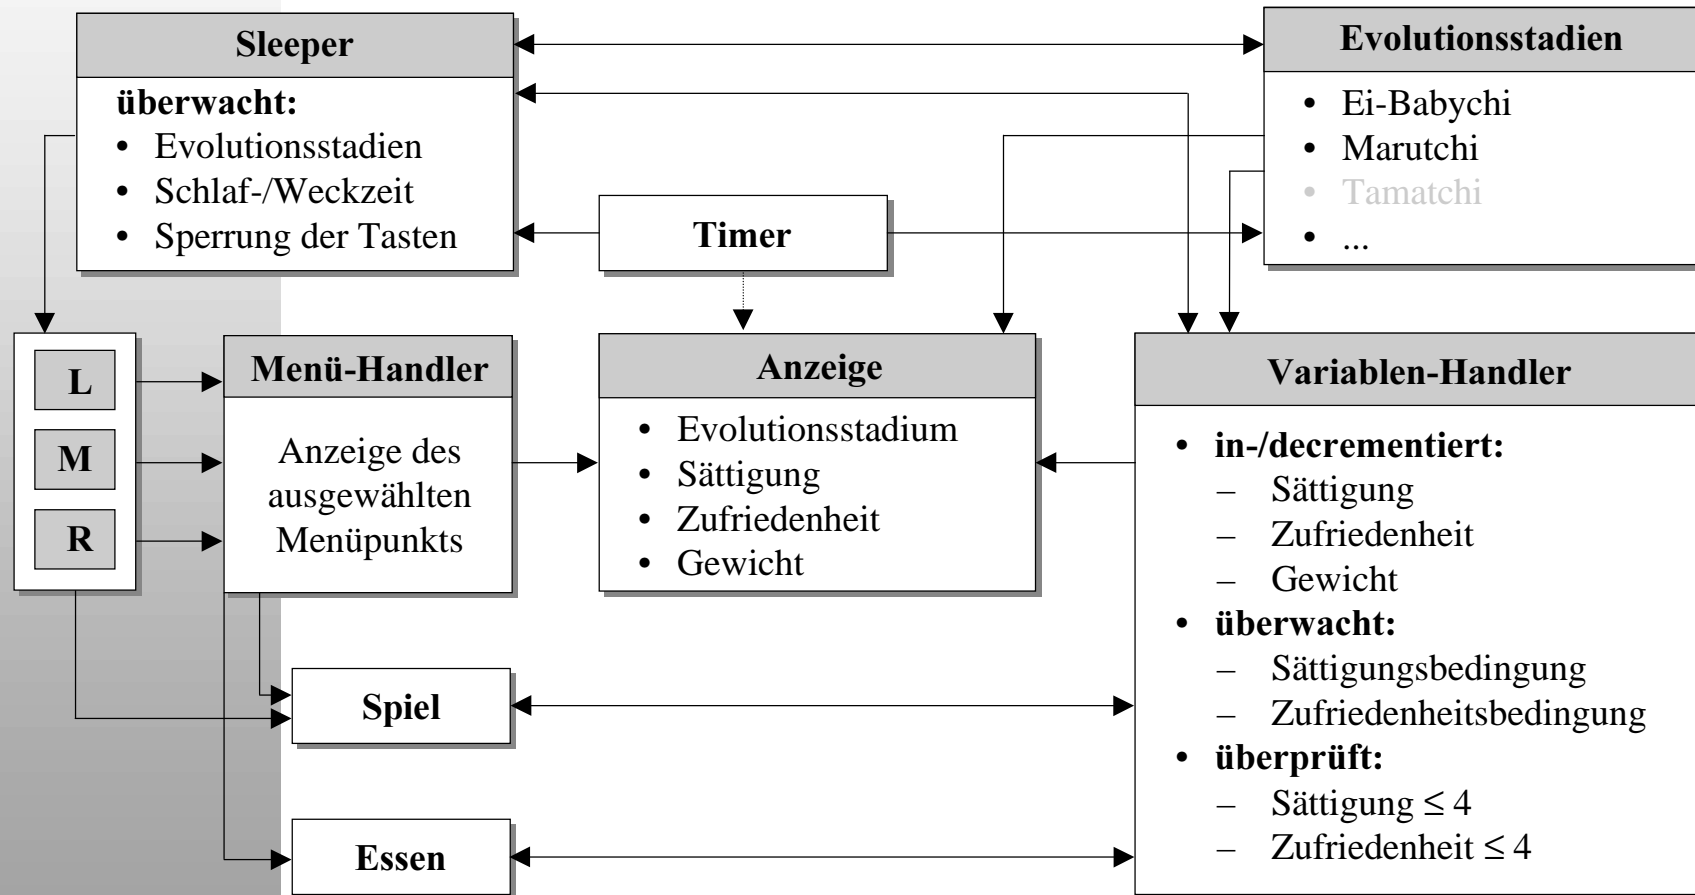 Sleeper
überwacht:
• Evolutionsstadien
• Schlaf-/Weckzeit
• Sperrung der Tasten
Evolutionsstadien
• Ei-Babychi
• Marutchi
• Tamatchi
• ...
Timer
L
M
R
Menü-Handler
Anzeige des
ausgewählten
Menüpunkts
Anzeige
• Evolutionsstadium
• Sättigung
• Zufriedenheit
• Gewicht
Variablen-Handler
• in-/decrementiert:
– Sättigung
– Zufriedenheit
– Gewicht
• überwacht:
– Sättigungsbedingung
– Zufriedenheitsbedingung
• überprüft:
– Sättigung ≤ 4
– Zufriedenheit ≤ 4
Spiel
Essen